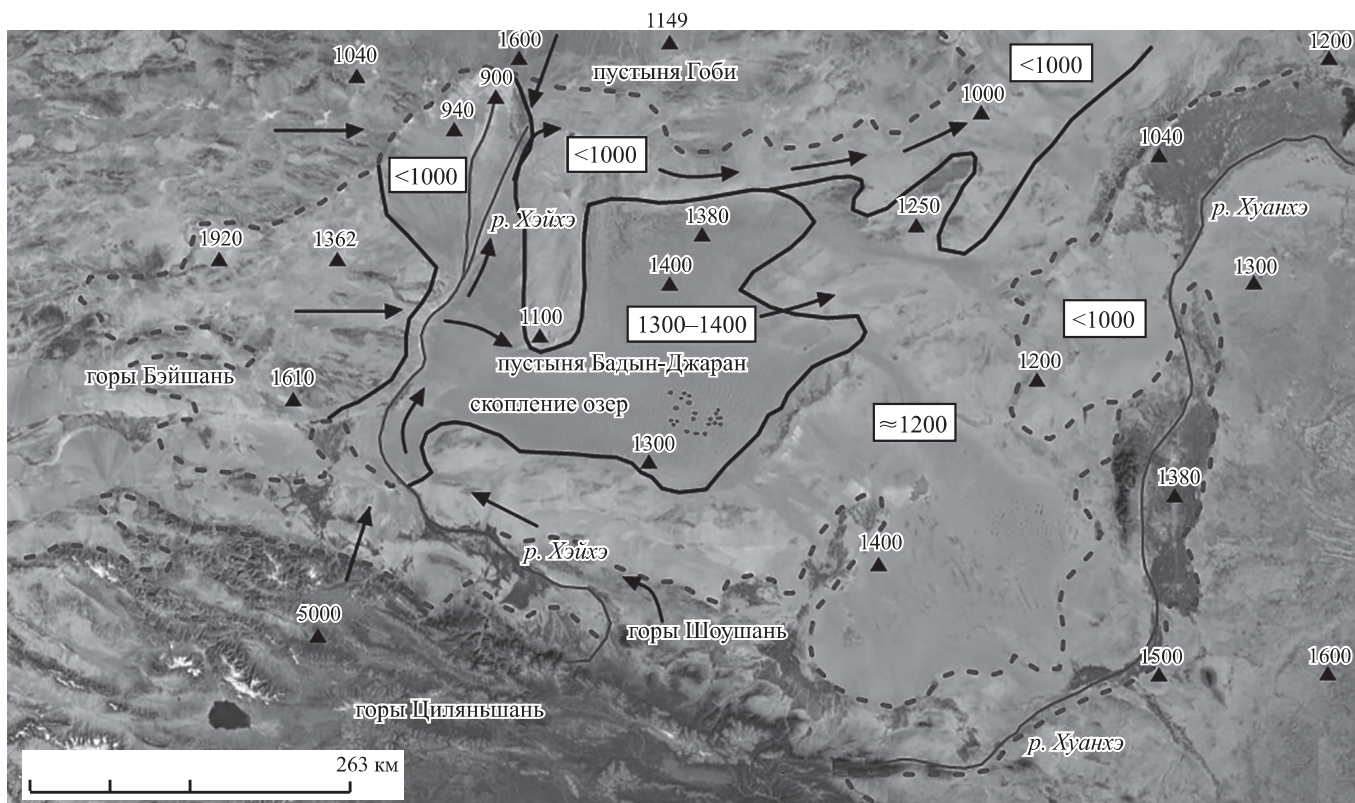 1149
1600
1200
1040
пустыня Гоби
<1000
900
1000
940
1040
<1000
<1000
р. Хэйхэ
1380
1250
р. Хуанхэ
1920
1362
1400
1300
1100
1300–1400
<1000
пустыня Бадын-Джаран
1200
горы Бэйшань
1610
скопление озер
≈1200
1300
1380
р. Хэйхэ
1400
5000
горы Шоушань
1500
1600
горы Циляньшань
р. Хуанхэ
263 км